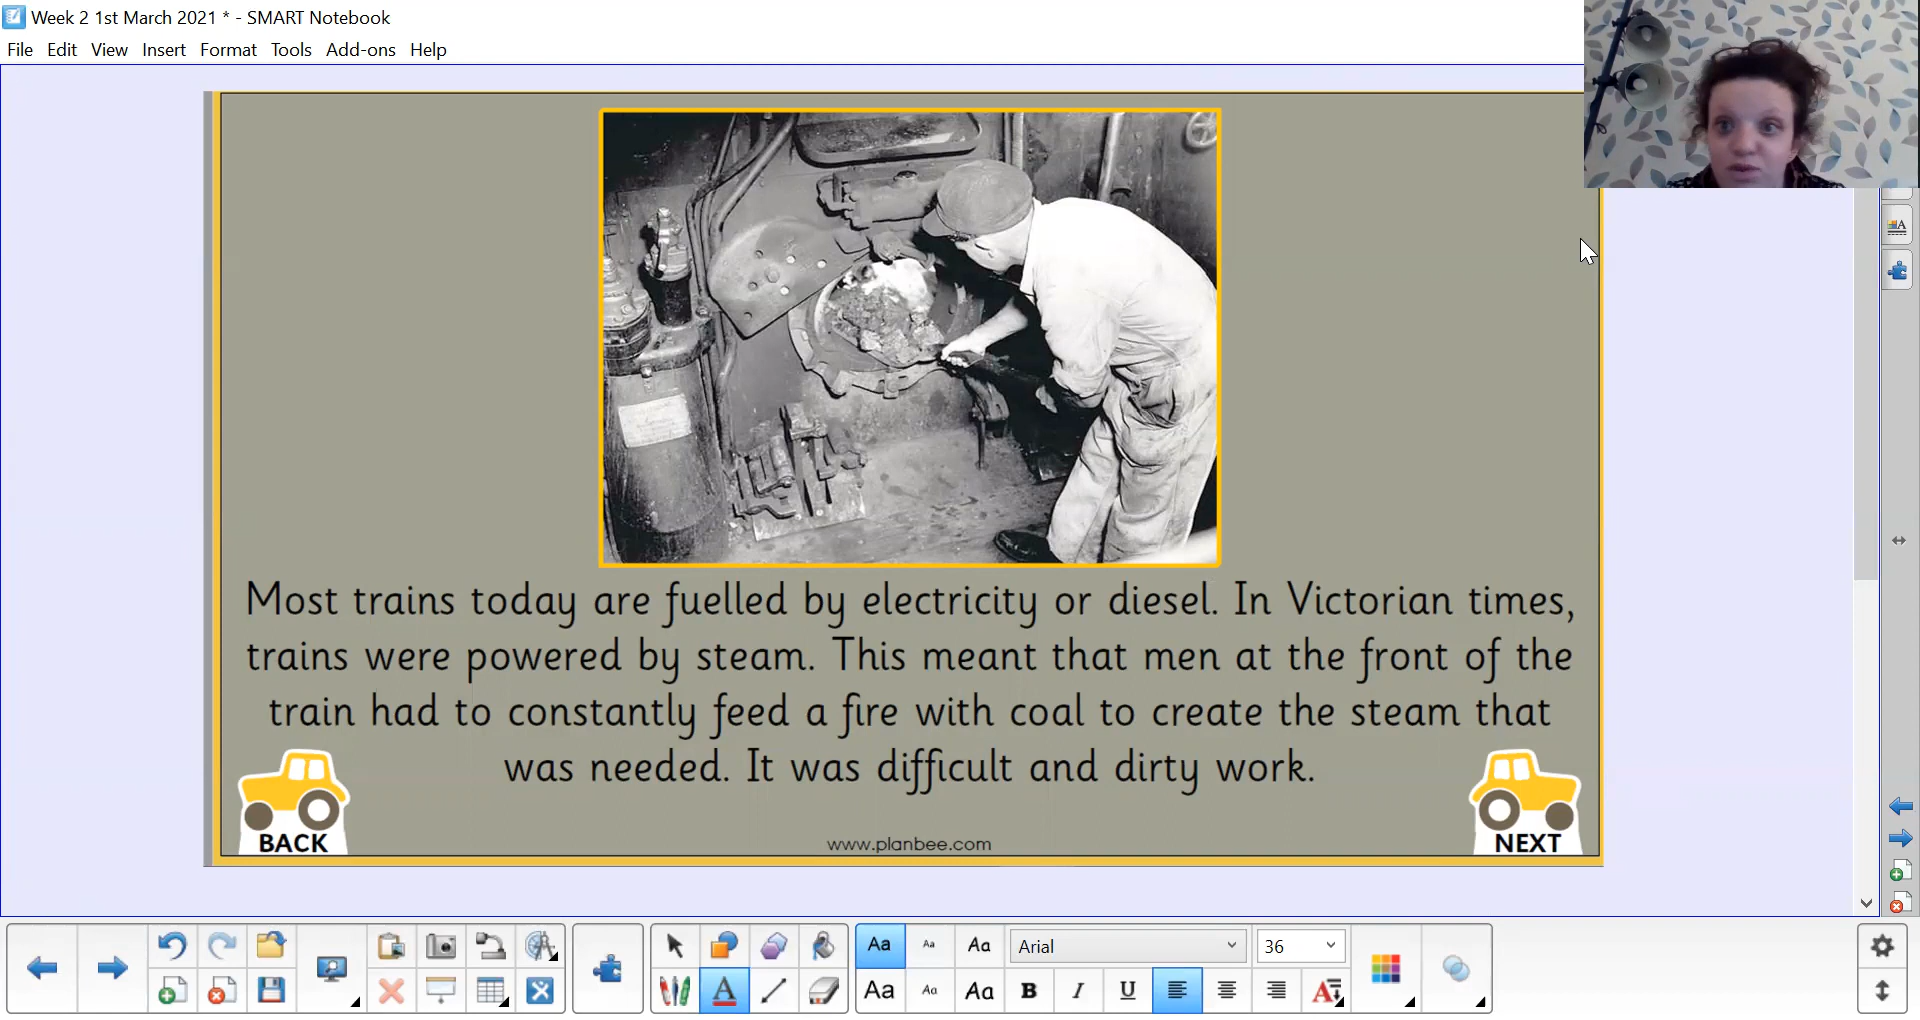 Week 2 1st March 2021 * - SMART Notebook
File Edit View Insert Format Tools Add-ons Help
Most trains today are fuelled by electricity or diesel. In Victorian times,
trains were powered by steam. This meant that men at the front of the
train had to constantly feed a fire with coal to create the steam that
was needed. It was difficult and dirty work.
BACK
NEXT
www.planbee.com
Aa Aa Aa Arial 36
Aa Aa Aa B I U